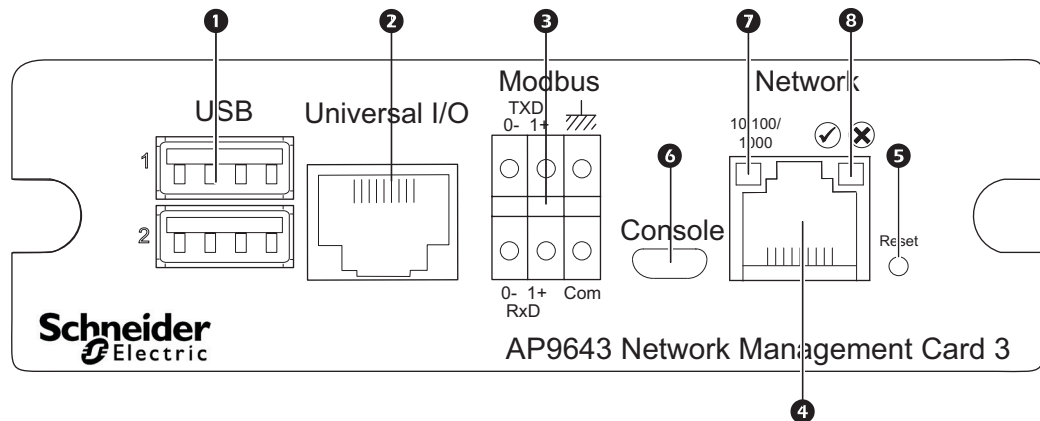 1 2 3 7 8
Modbus Network
USB Universal I/O TXD
0- 1+
10/100/
1000
1
6 5
2 Console Reset
0- 1+ Com
RxD
Schneider
Electric
AP9643 Network Management Card 3
4